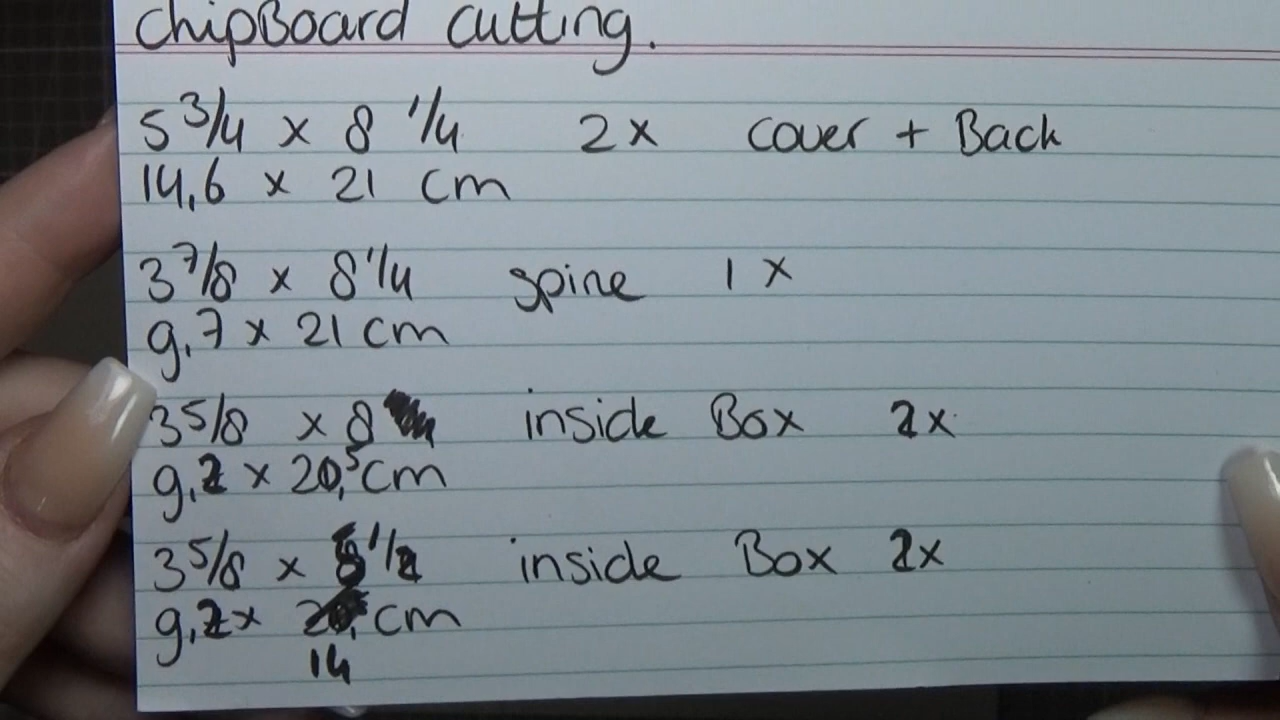 chipBoard cutting.
5 3/4 x 8 1/4 2x cover + Back
14,6 x 21 cm
3 7/8 x 8 1/4 spine 1 x
9,7 x 21 cm
3 5/8 x 8 inside Box 2x
9,2 x 20,5 cm
3 5/8 x 5 1/2 inside Box 2x
9,2 x cm
14